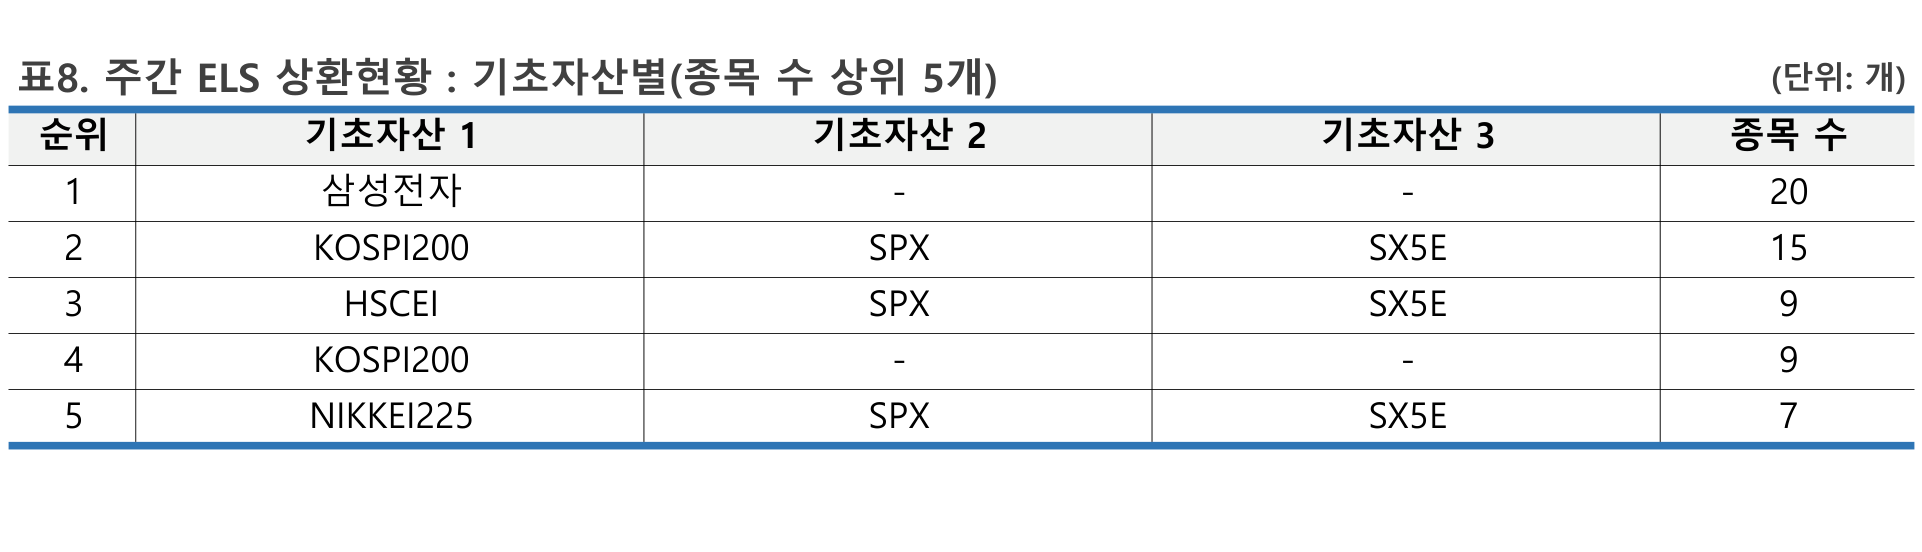 표8. 주간 ELS 상환현황 : 기초자산별(종목 수 상위 5개) (단위: 개)
순위 기초자산 1 기초자산 2 기초자산 3 종목 수
1 삼성전자 - - 20
2 KOSPI200 SPX SX5E 15
3 HSCEI SPX SX5E 9
4 KOSPI200 - - 9
5 NIKKEI225 SPX SX5E 7